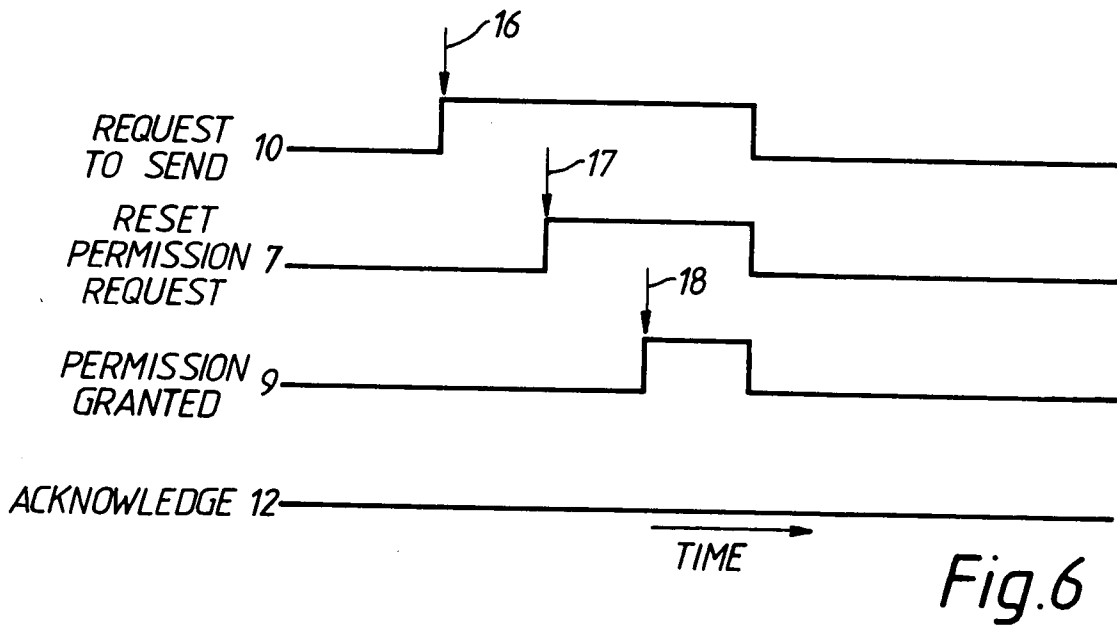 16
REQUEST
TO SEND 10
17
RESET
PERMISSION 7
REQUEST
18
PERMISSION 9
GRANTED
ACKNOWLEDGE 12
TIME
Fig.6